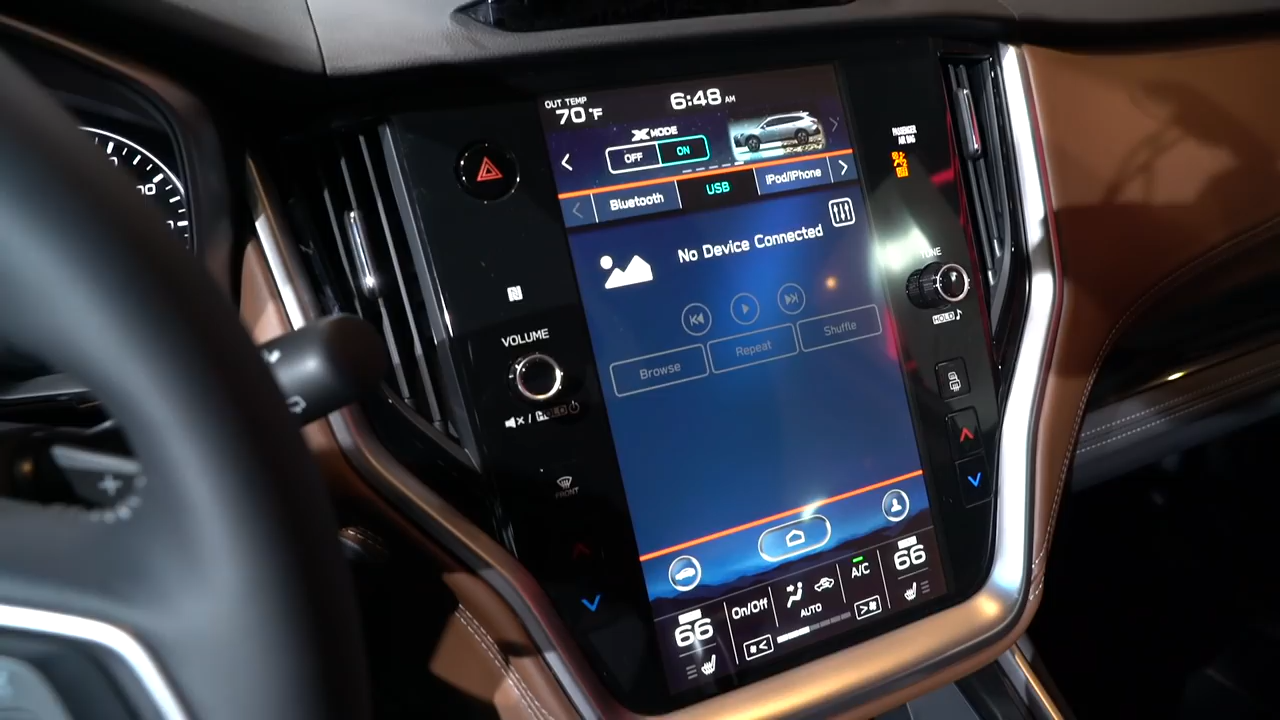 OUT TEMP
70°F
6:48 AM
X MODE
OFF ON
PASSENGER
AIR BAG
Bluetooth USB iPod/iPhone
No Device Connected
TUNE
HOLD
VOLUME
Browse Repeat Shuffle
/ HOLD
FRONT
66 On/Off AUTO A/C 66